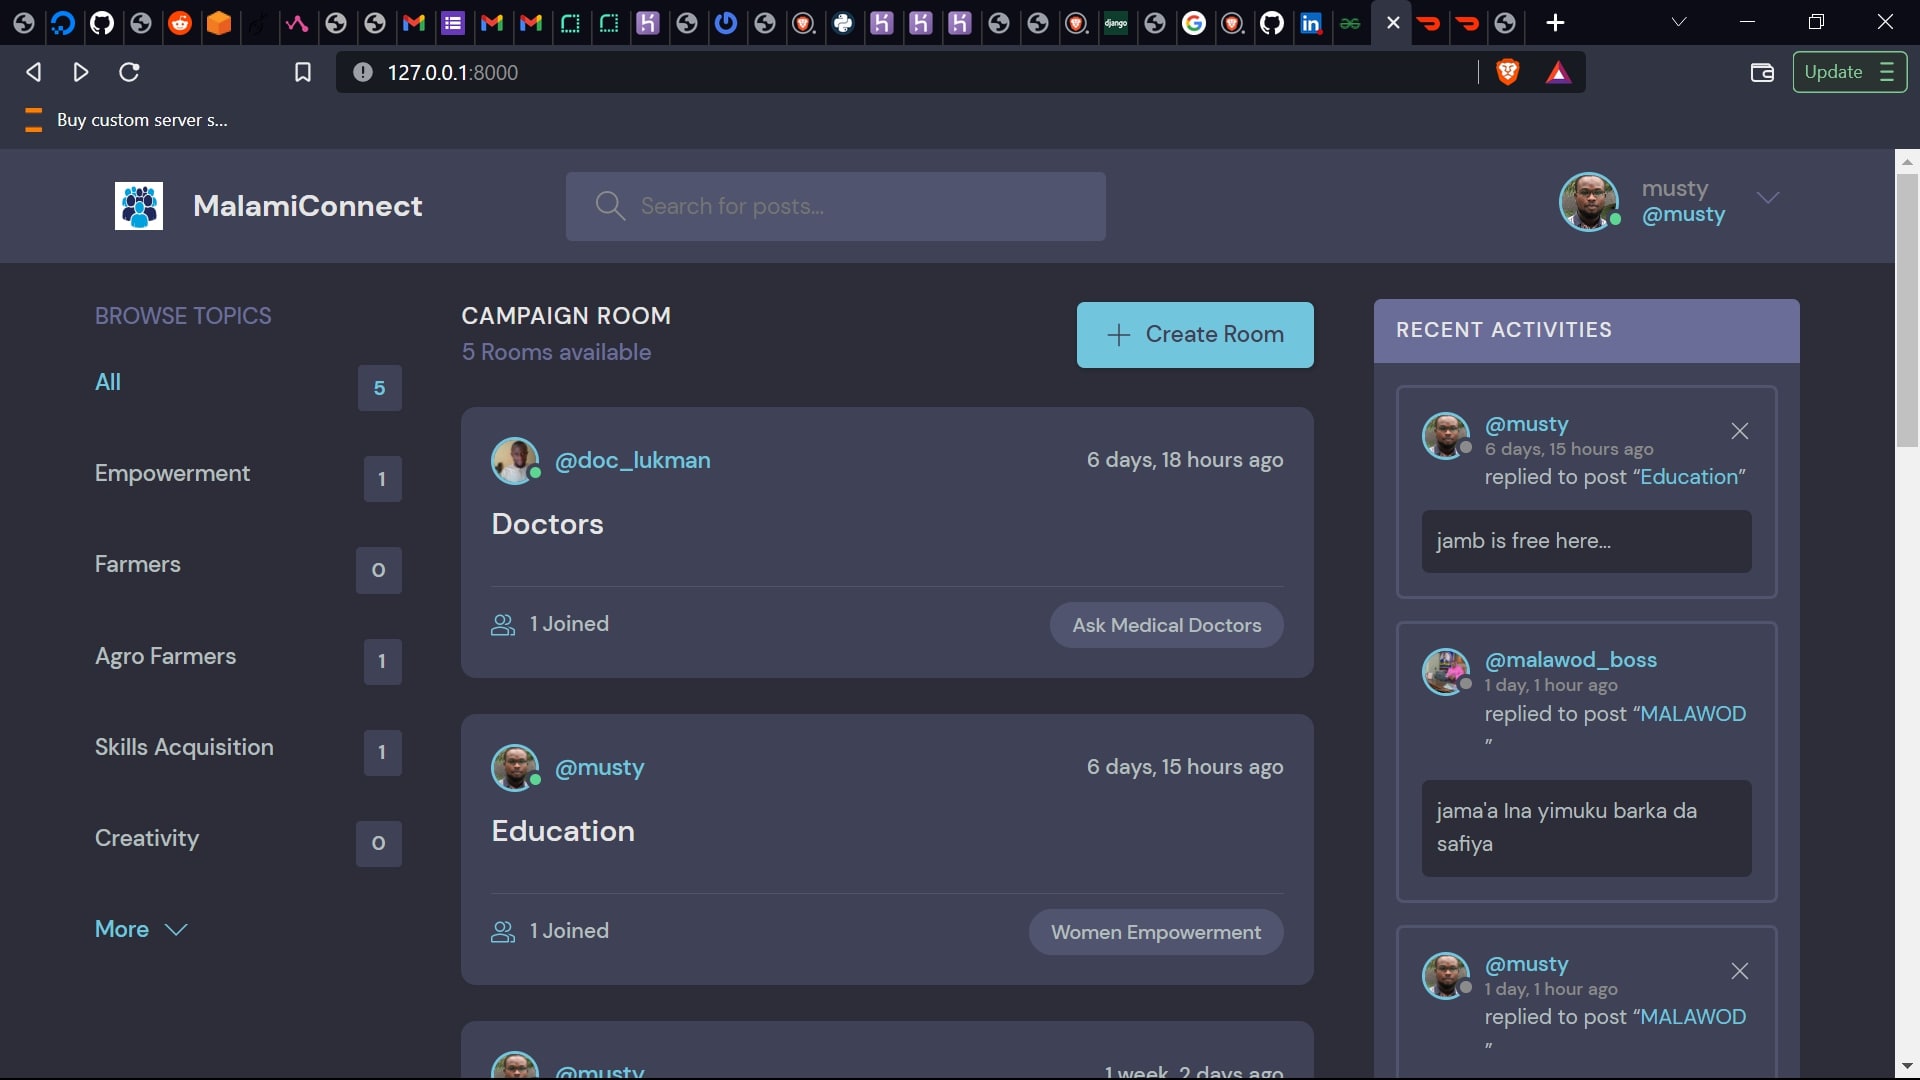 127.0.0.1:8000
Update
Buy custom server s...
MalamiConnect
Search for posts...
musty
@musty
BROWSE TOPICS
All
5
Empowerment
1
Farmers
0
Agro Farmers
1
Skills Acquisition
1
Creativity
0
More
CAMPAIGN ROOM
5 Rooms available
Create Room
@doc_lukman
6 days, 18 hours ago
Doctors
1 Joined
Ask Medical Doctors
@musty
6 days, 15 hours ago
Education
1 Joined
Women Empowerment
@musty
1 week, 2 days ago
RECENT ACTIVITIES
@musty
6 days, 15 hours ago
replied to post “Education”
jamb is free here...
@malawod_boss
1 day, 1 hour ago
replied to post “MALAWOD
”
jama'a Ina yimuku barka da
safiya
@musty
1 day, 1 hour ago
replied to post “MALAWOD
”